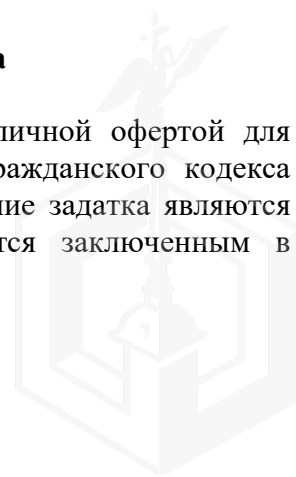 а
личной офертой для
ражданского кодекса
ние задатка являются
тся заключенным в